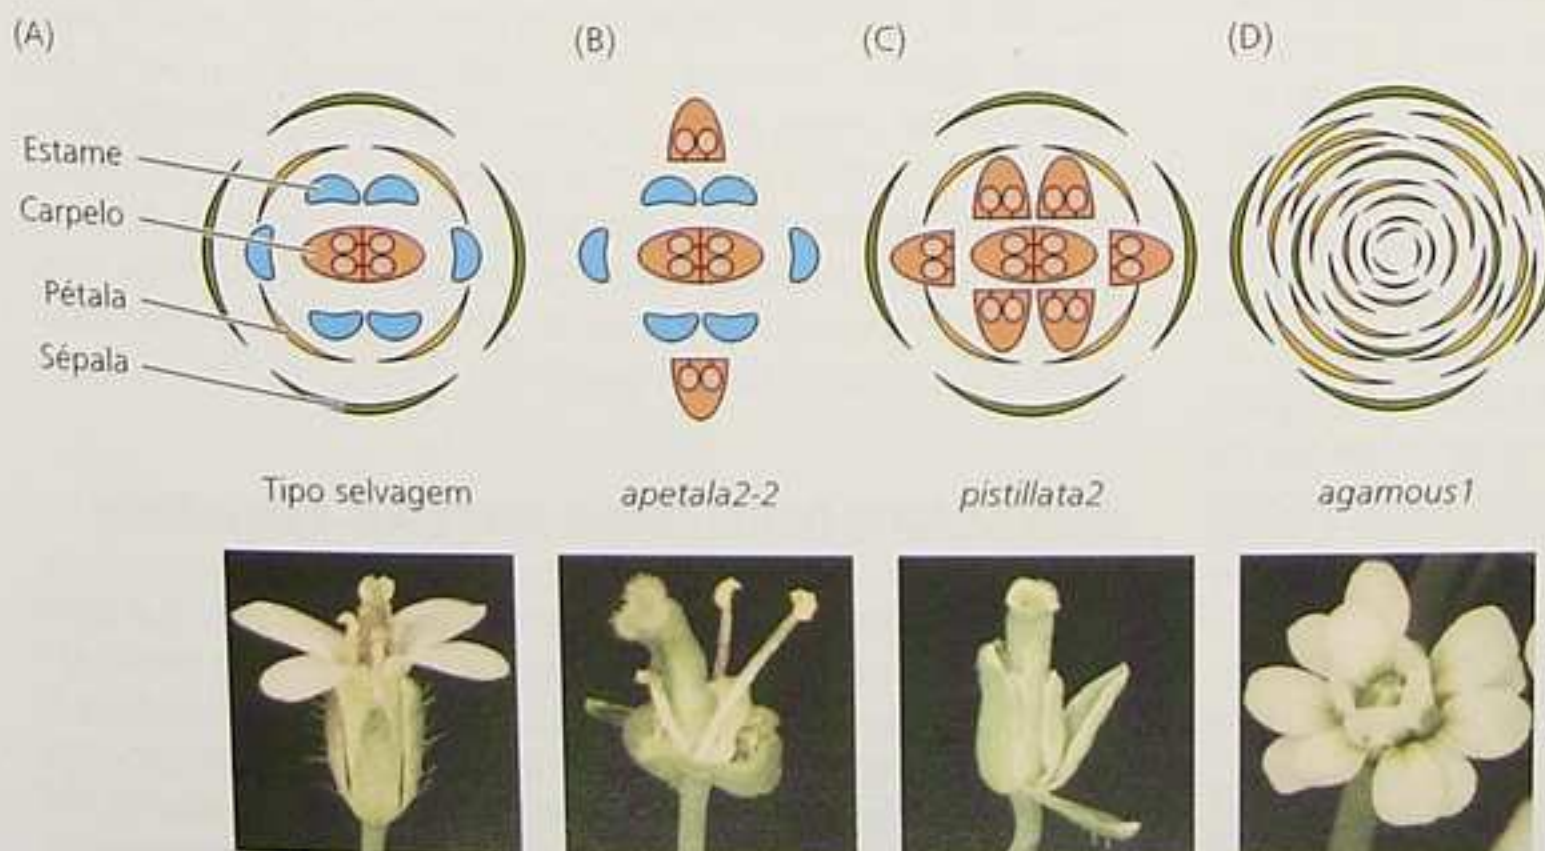 (A) (B) (C) (D)
Estame
Carpelo
Pétala
Sépala
Tipo selvagem apetala2-2 pistillata2 agamous1